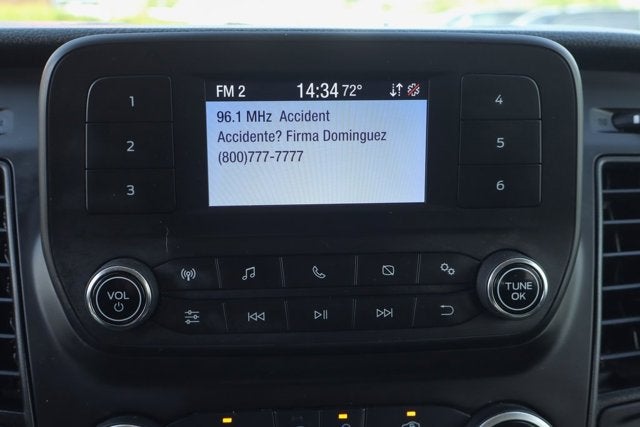 FM 2 14:34 72°
96.1 MHz Accident
Accidente? Firma Dominguez
(800)777-7777
1
2
3
4
5
6
VOL
TUNE
OK